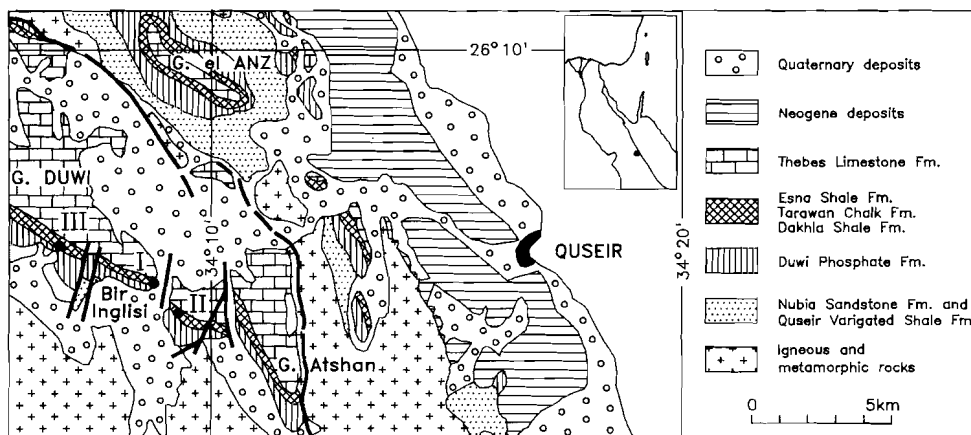 G. el ANZ
26° 10'
G. DUWI
III
I
34° 10'
Bir
Inglisi
II
G. Atshan
QUSEIR
34° 20'
Quaternary deposits
Neogene deposits
Thebes Limestone Fm.
Esna Shale Fm.
Tarawan Chalk Fm.
Dakhla Shale Fm.
Duwi Phosphate Fm.
Nubia Sandstone Fm. and
Quseir Varigated Shale Fm
Igneous and
metamorphic rocks
0 5km